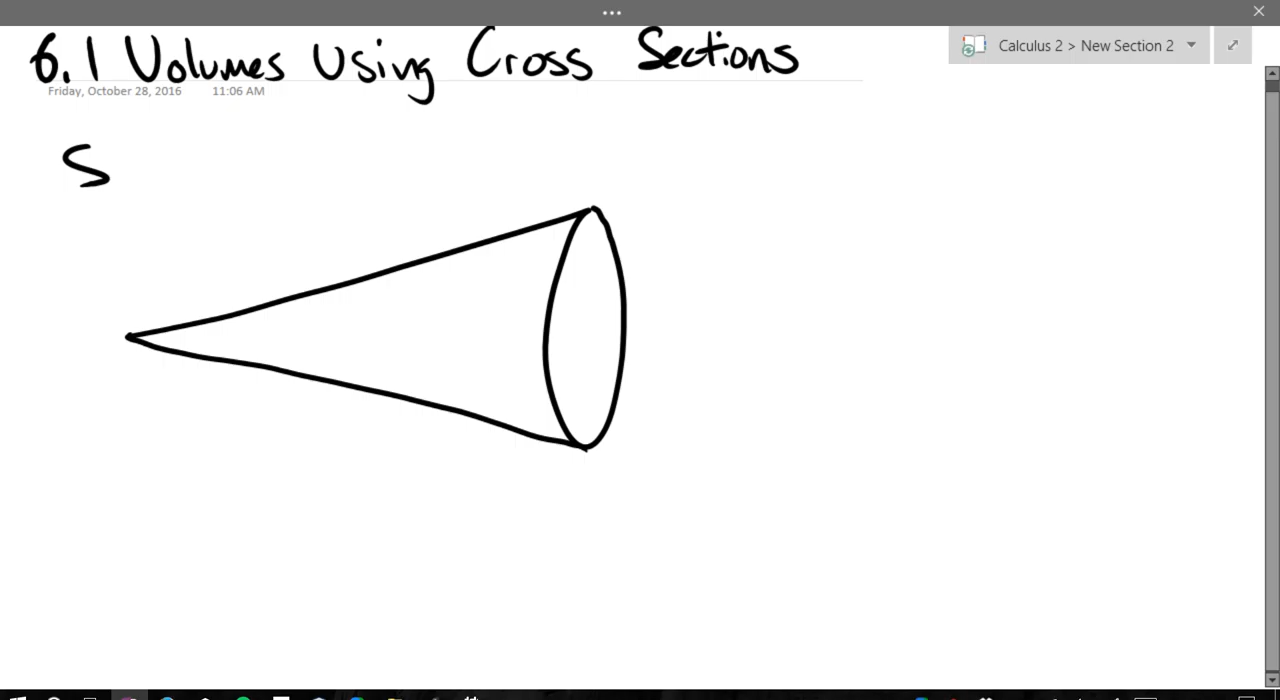 6.1 Volumes Using Cross Sections
Calculus 2 > New Section 2
Friday, October 28, 2016 11:06 AM
S